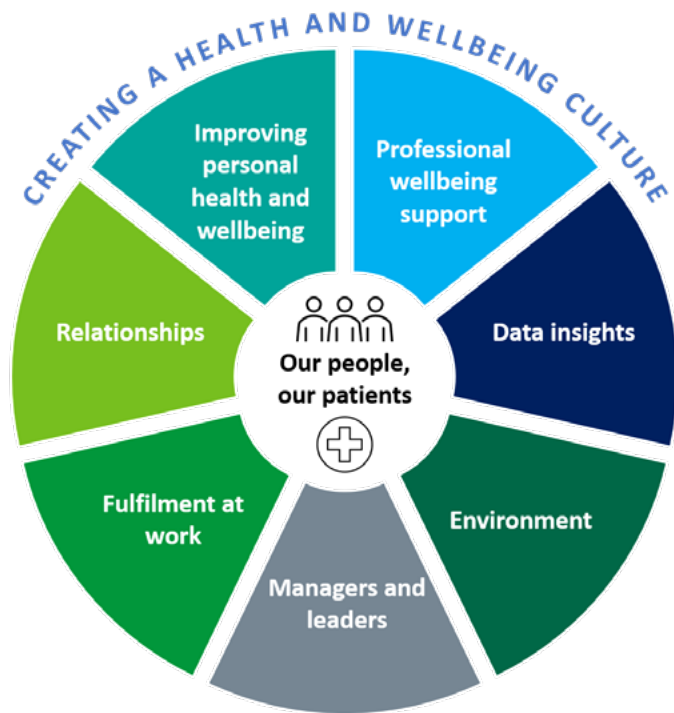 CREATING A HEALTH AND WELLBEING CULTURE
Improving
personal
health and
wellbeing
Professional
wellbeing
support
Relationships
Data insights
Our people,
our patients
Fulfilment at
work
Environment
Managers and
leaders